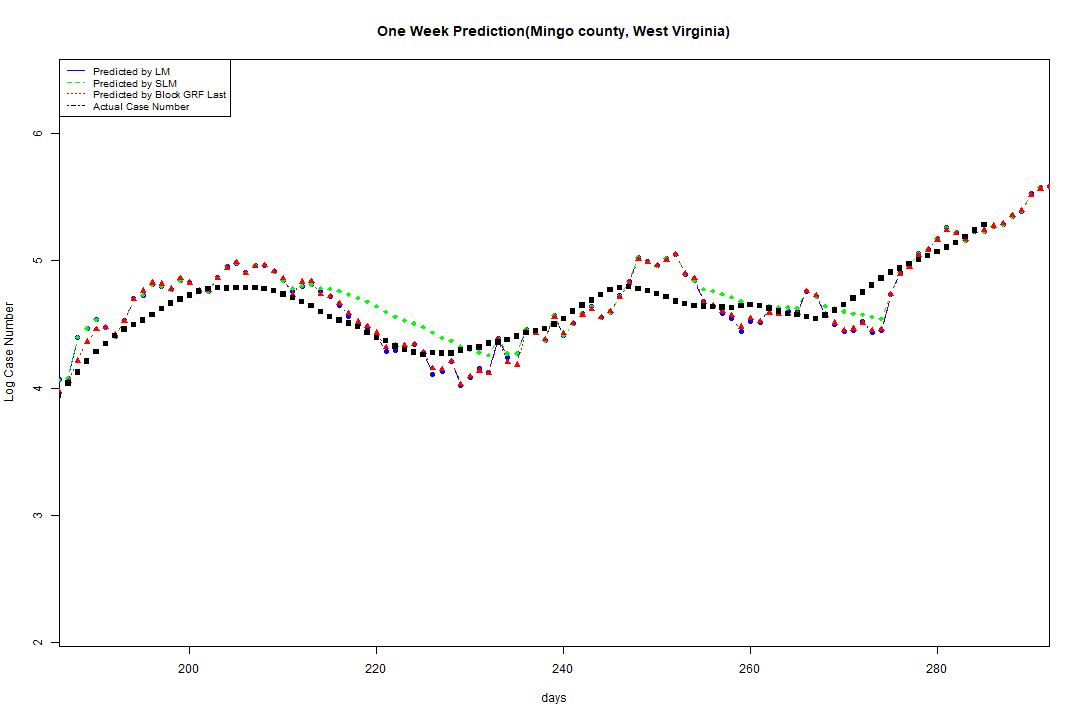 One Week Prediction(Mingo county, West Virginia)
Predicted by LM
Predicted by SLM
Predicted by Block GRF Last
Actual Case Number
6
5
4
3
2
Log Case Number
200 220 240 260 280
days